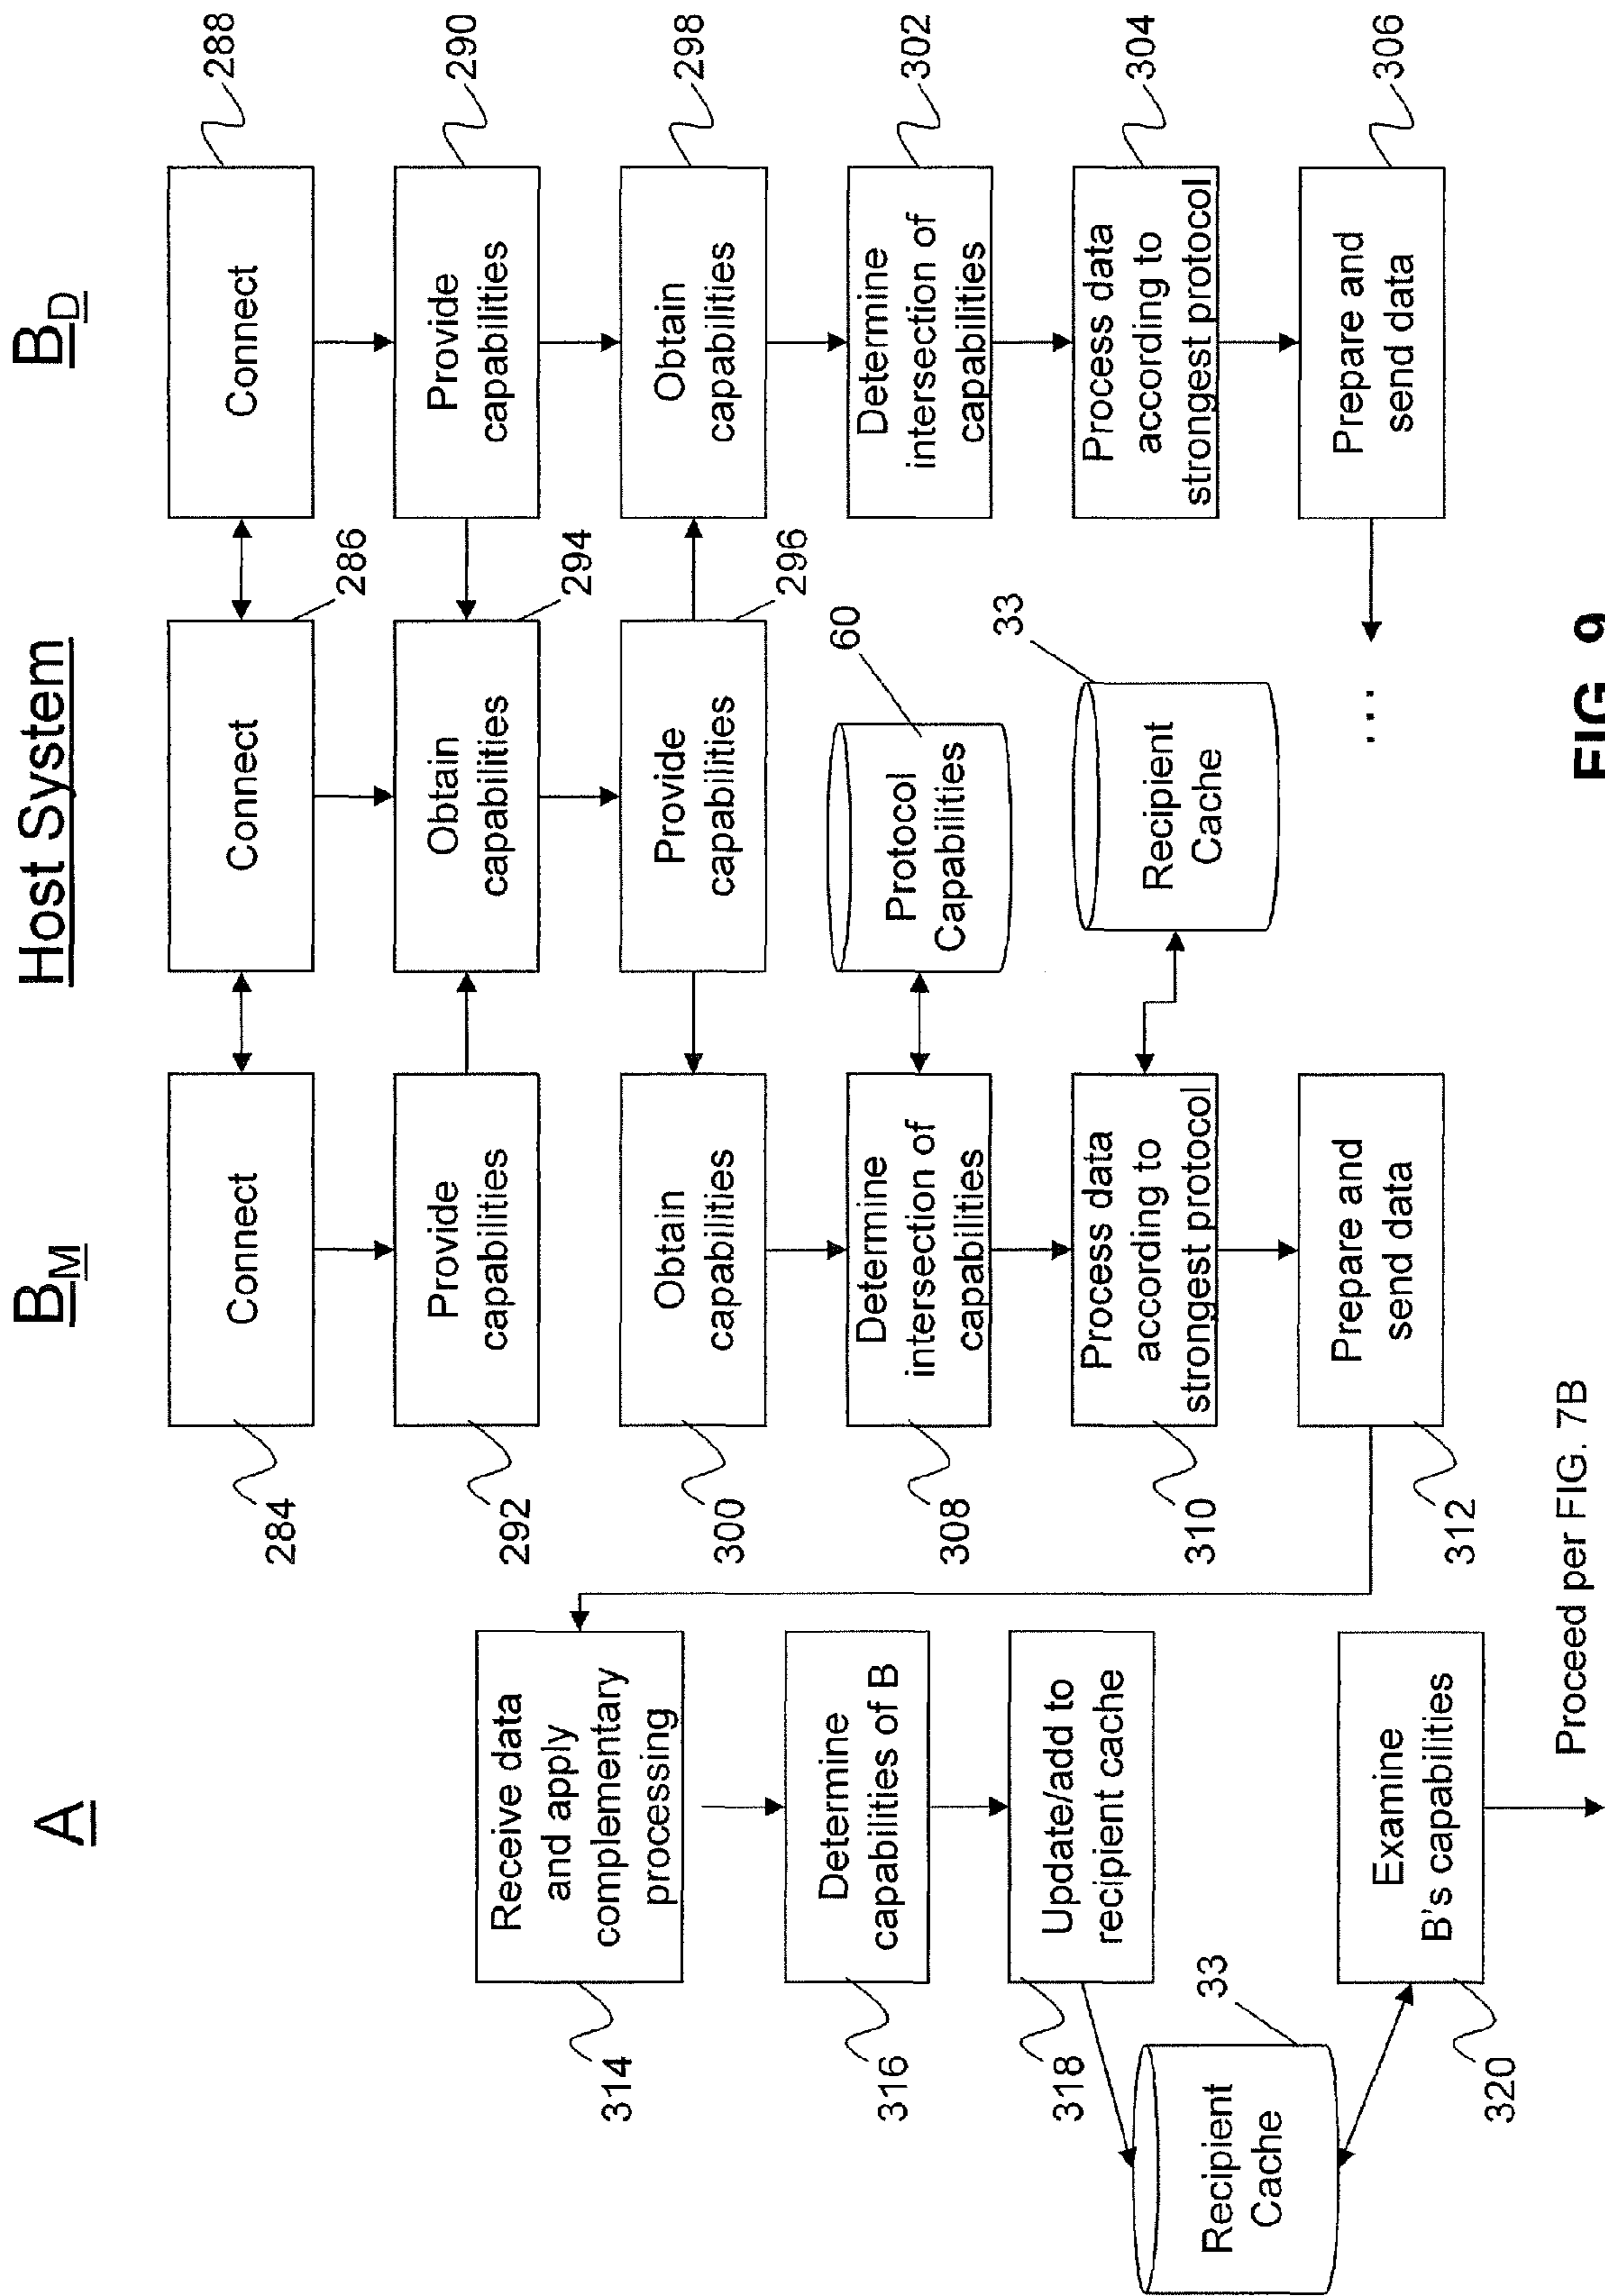 A
B_M
Host System
B_D
Connect
284
Connect
286
Connect
288
Provide
capabilities
292
Obtain
capabilities
294
Provide
capabilities
290
Obtain
capabilities
300
Provide
capabilities
296
Obtain
capabilities
298
Determine
intersection of
capabilities
308
Protocol
Capabilities
60
Determine
intersection of
capabilities
302
Process data
according to
strongest protocol
310
Recipient
Cache
33
Process data
according to
strongest protocol
304
Prepare and
send data
312
...
Prepare and
send data
306
Receive data
and apply
complementary
processing
314
Determine
capabilities of B
316
Update/add to
recipient cache
318
Recipient
Cache
33
Examine
B's capabilities
320
Proceed per FIG. 7B
FIG. 9